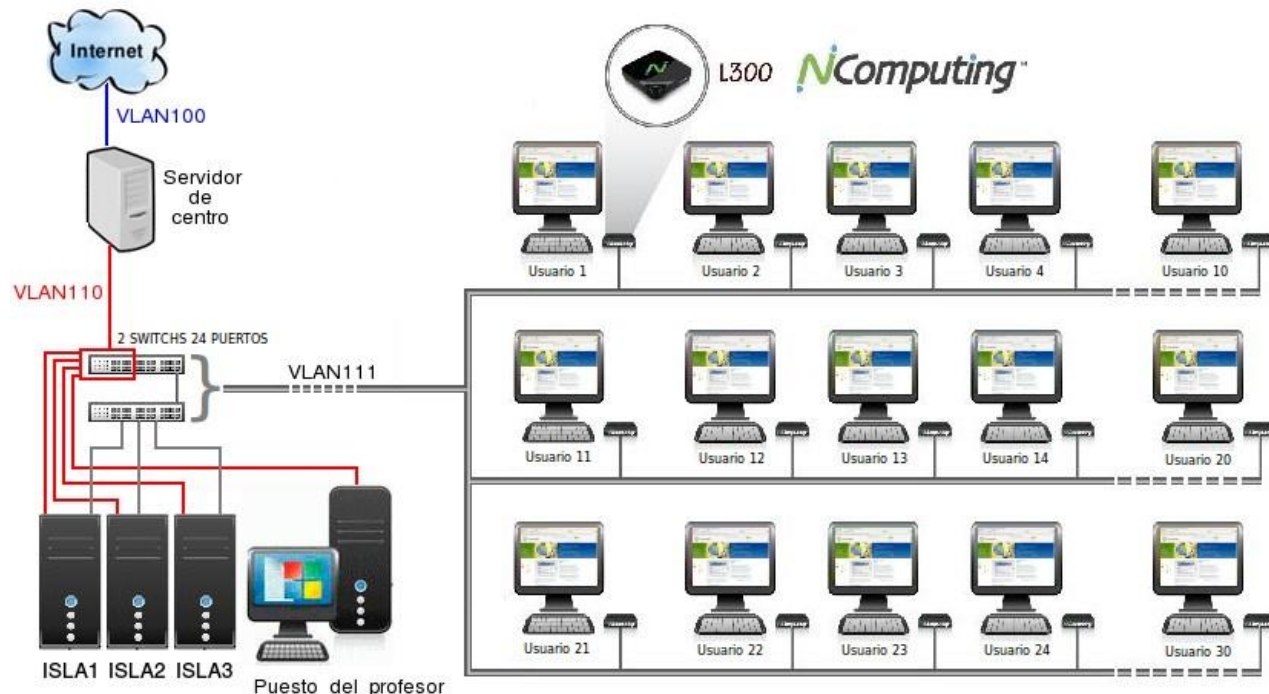 Internet
VLAN100
Servidor
de
centro
VLAN110
2 SWITCHS 24 PUERTOS
VLAN111
ISLA1 ISLA2 ISLA3
Puesto del profesor
L300 NComputing™
Usuario 1 Usuario 2 Usuario 3 Usuario 4 Usuario 10
Usuario 11 Usuario 12 Usuario 13 Usuario 14 Usuario 20
Usuario 21 Usuario 22 Usuario 23 Usuario 24 Usuario 30